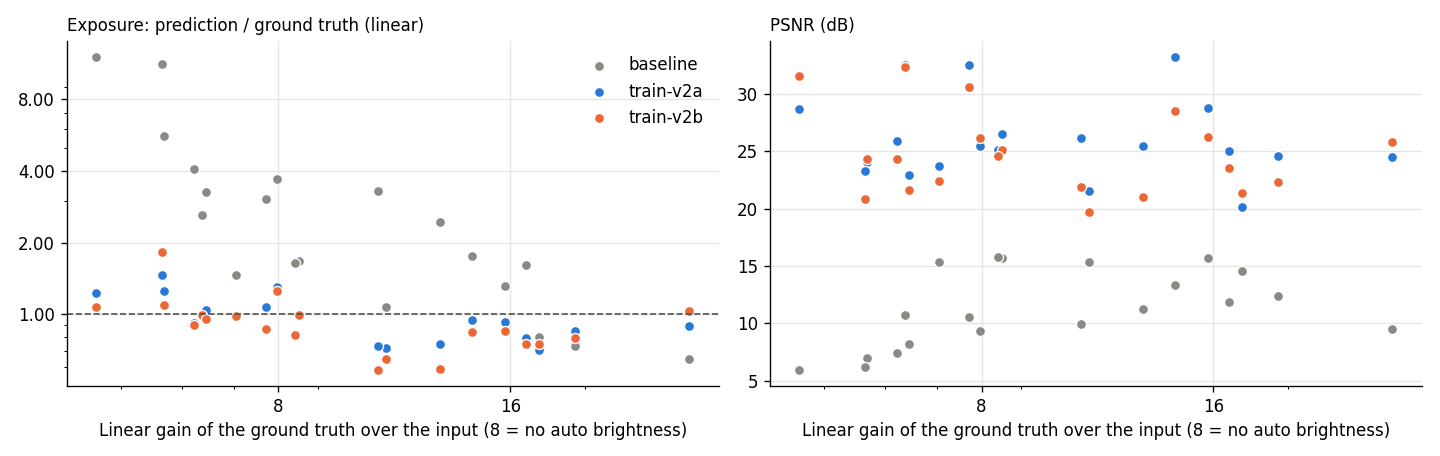 Exposure: prediction / ground truth (linear)
baseline
train-v2a
train-v2b
8.00
4.00
2.00
1.00
8
16
Linear gain of the ground truth over the input (8 = no auto brightness)
PSNR (dB)
30
25
20
15
10
5
8
16
Linear gain of the ground truth over the input (8 = no auto brightness)